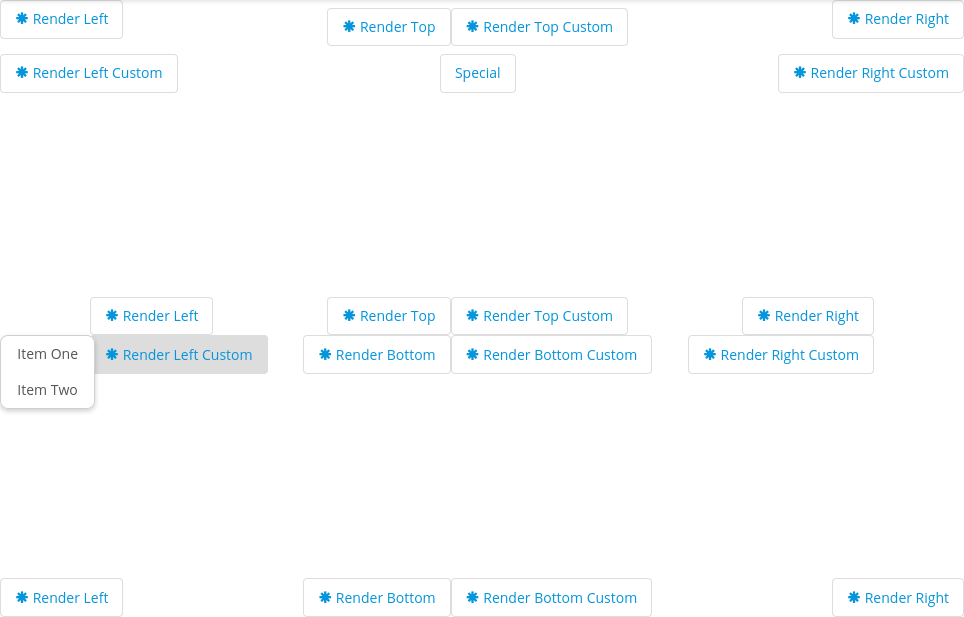 Render Left
Render Top
Render Top Custom
Render Right
Render Left Custom
Special
Render Right Custom
Render Left
Render Top
Render Top Custom
Render Right
Item One
Render Left Custom
Render Bottom
Render Bottom Custom
Render Right Custom
Item Two
Render Left
Render Bottom
Render Bottom Custom
Render Right